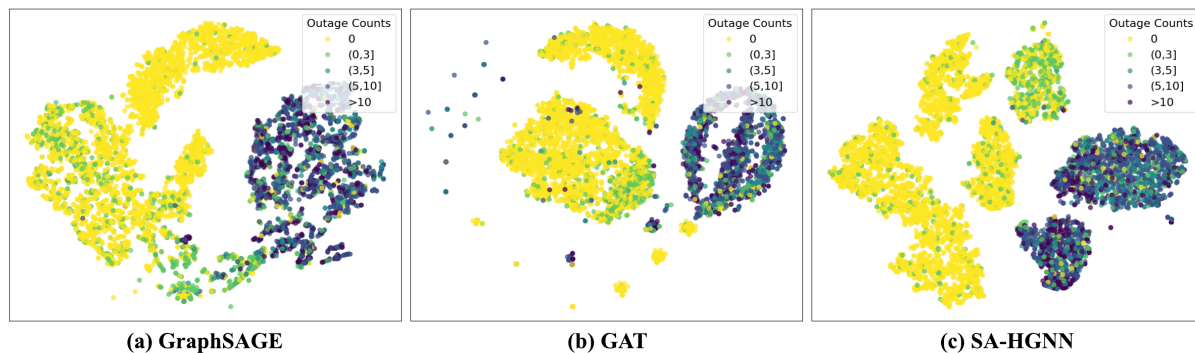 Outage Counts
0
(0,3]
(3,5]
(5,10]
>10
Outage Counts
0
(0,3]
(3,5]
(5,10]
>10
Outage Counts
0
(0,3]
(3,5]
(5,10]
>10
(a) GraphSAGE
(b) GAT
(c) SA-HGNN